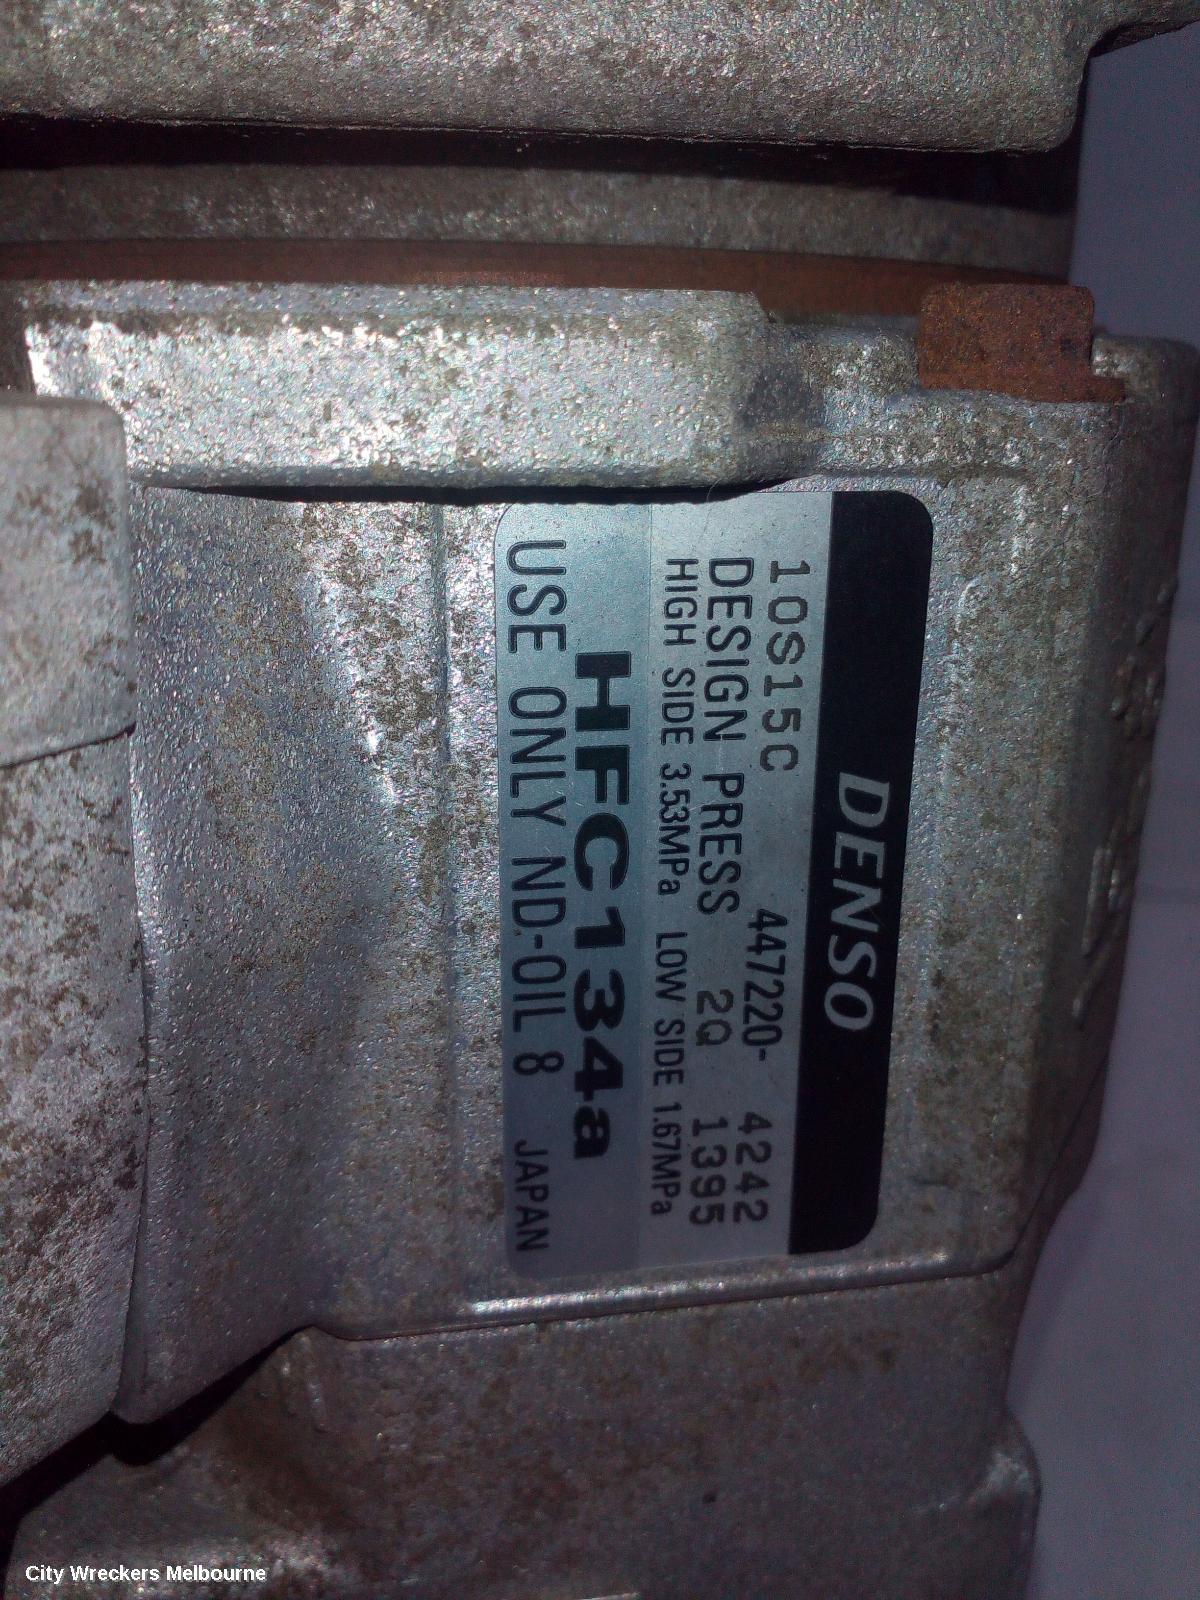 DENSO
10S15C 447220- 4242
DESIGN PRESS 2Q 1395
HIGH SIDE 3.53MPa LOW SIDE 1.67MPa
HFC134a
USE ONLY ND-OIL 8 JAPAN
City Wreckers Melbourne